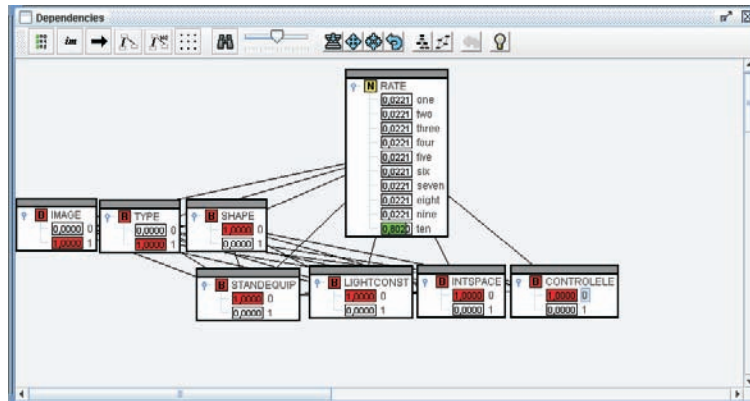 Dependencies
im
N RATE
0,0221 one
0,0221 two
0,0221 three
0,0221 four
0,0221 five
0,0221 six
0,0221 seven
0,0221 eight
0,0221 nine
0,802 ten
IMAGE
0,0000 0
1,0000 1
TYPE
0,0000 0
1,0000 1
SHAPE
1,0000 0
0,0000 1
STANDEQUIP
1,0000 0
0,0000 1
LIGHTCONST
1,0000 0
0,0000 1
INTSPACE
1,0000 0
0,0000 1
CONTROLELE
1,0000 0
0,0000 1